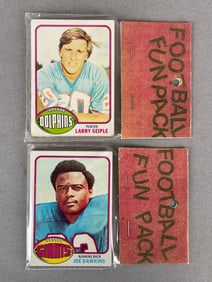 DOLPHINS
PUNTER
LARRY SEIPLE
FOOTBALL
FUN PACK
GIANTS
RUNNING BACK
JOE DAWKINS
FOOTBALL
FUN PACK